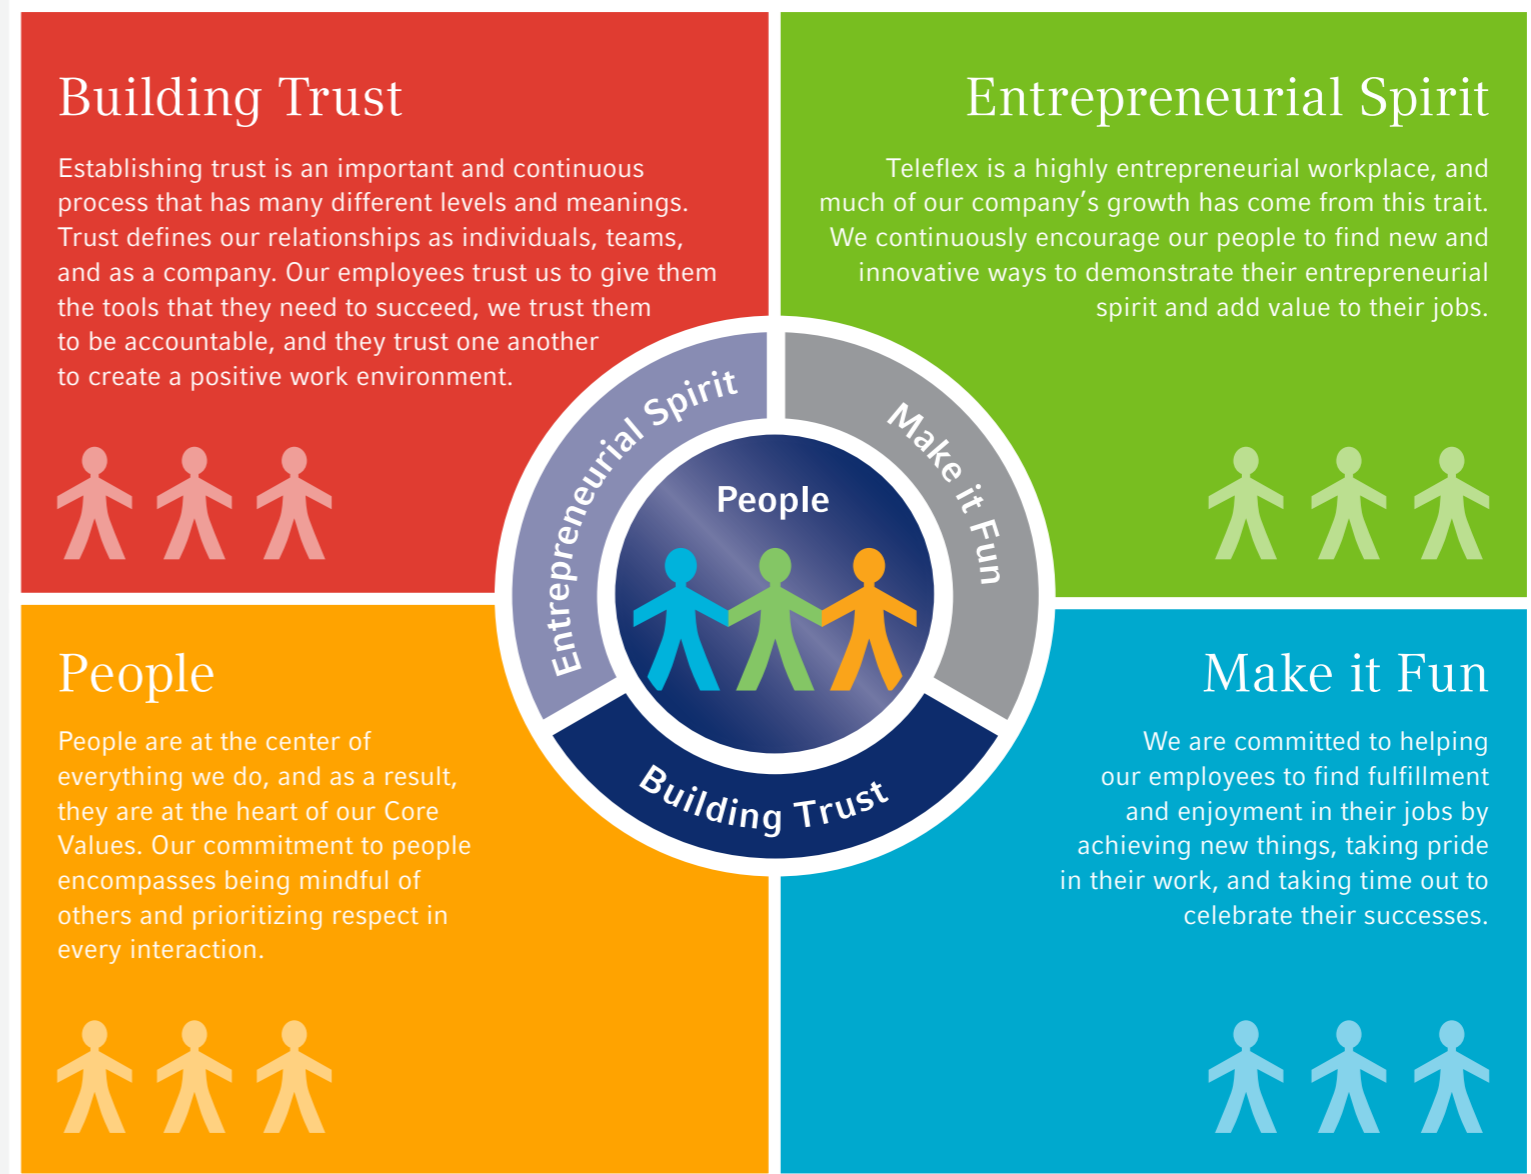 Building Trust
Establishing trust is an important and continuous
process that has many different levels and meanings.
Trust defines our relationships as individuals, teams,
and as a company. Our employees trust us to give them
the tools that they need to succeed, we trust them
to be accountable, and they trust one another
to create a positive work environment.
Entrepreneurial Spirit
Teleflex is a highly entrepreneurial workplace, and
much of our company’s growth has come from this trait.
We continuously encourage our people to find new and
innovative ways to demonstrate their entrepreneurial
spirit and add value to their jobs.
Entrepreneurial Spirit
Make it Fun
People
Building Trust
People
People are at the center of
everything we do, and as a result,
they are at the heart of our Core
Values. Our commitment to people
encompasses being mindful of
others and prioritizing respect in
every interaction.
Make it Fun
We are committed to helping
our employees to find fulfillment
and enjoyment in their jobs by
achieving new things, taking pride
in their work, and taking time out to
celebrate their successes.